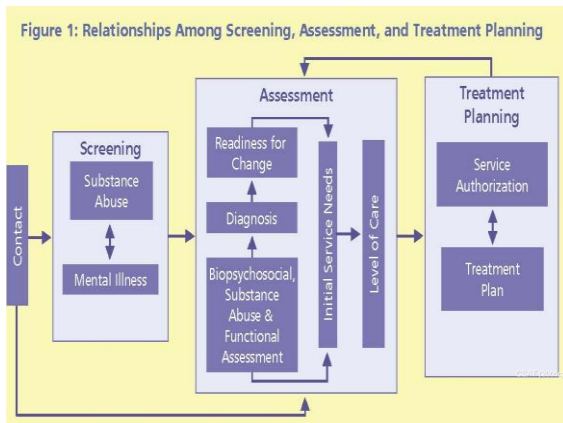 Figure 1: Relationships Among Screening, Assessment, and Treatment Planning
Contact
Screening
Substance
Abuse
Mental Illness
Assessment
Readiness for
Change
Diagnosis
Biopsychosocial,
Substance
Abuse &
Functional
Assessment
Initial Service Needs
Level of Care
Treatment
Planning
Service
Authorization
Treatment
Plan